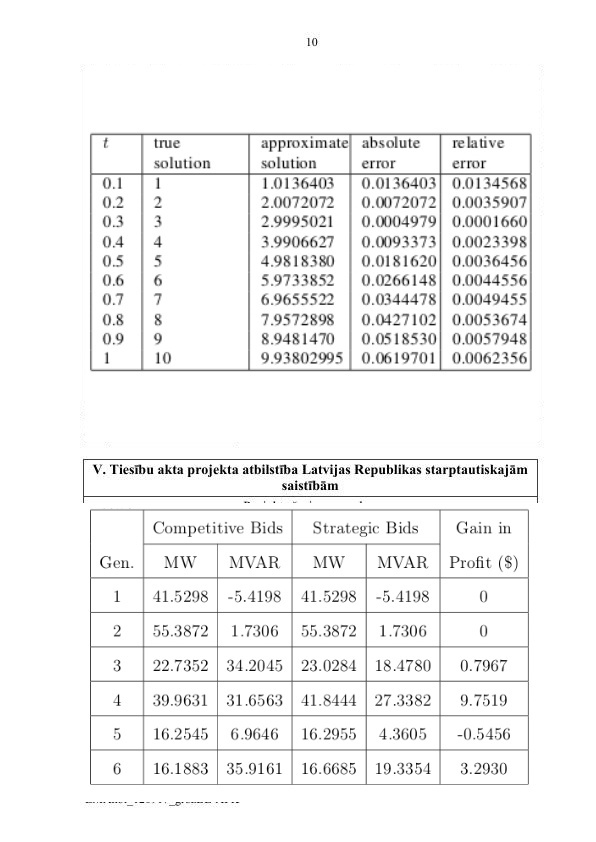 10
t true approximate absolute relative
solution solution error error
0.1 1 1.0136403 0.0136403 0.0134568
0.2 2 2.0072072 0.0072072 0.0035907
0.3 3 2.9995021 0.0004979 0.0001660
0.4 4 3.9906627 0.0093373 0.0023398
0.5 5 4.9818380 0.0181620 0.0036456
0.6 6 5.9733852 0.0266148 0.0044556
0.7 7 6.9655522 0.0344478 0.0049455
0.8 8 7.9572898 0.0427102 0.0053674
0.9 9 8.9481470 0.0518530 0.0057948
1 10 9.93802995 0.0619701 0.0062356
V. Tiesību akta projekta atbilstība Latvijas Republikas starptautiskajām
saistībām
Competitive Bids Strategic Bids Gain in
Gen. MW MVAR MW MVAR Profit ($)
1 41.5298 -5.4198 41.5298 -5.4198 0
2 55.3872 1.7306 55.3872 1.7306 0
3 22.7352 34.2045 23.0284 18.4780 0.7967
4 39.9631 31.6563 41.8444 27.3382 9.7519
5 16.2545 6.9646 16.2955 4.3605 -0.5456
6 16.1883 35.9161 16.6685 19.3354 3.2930